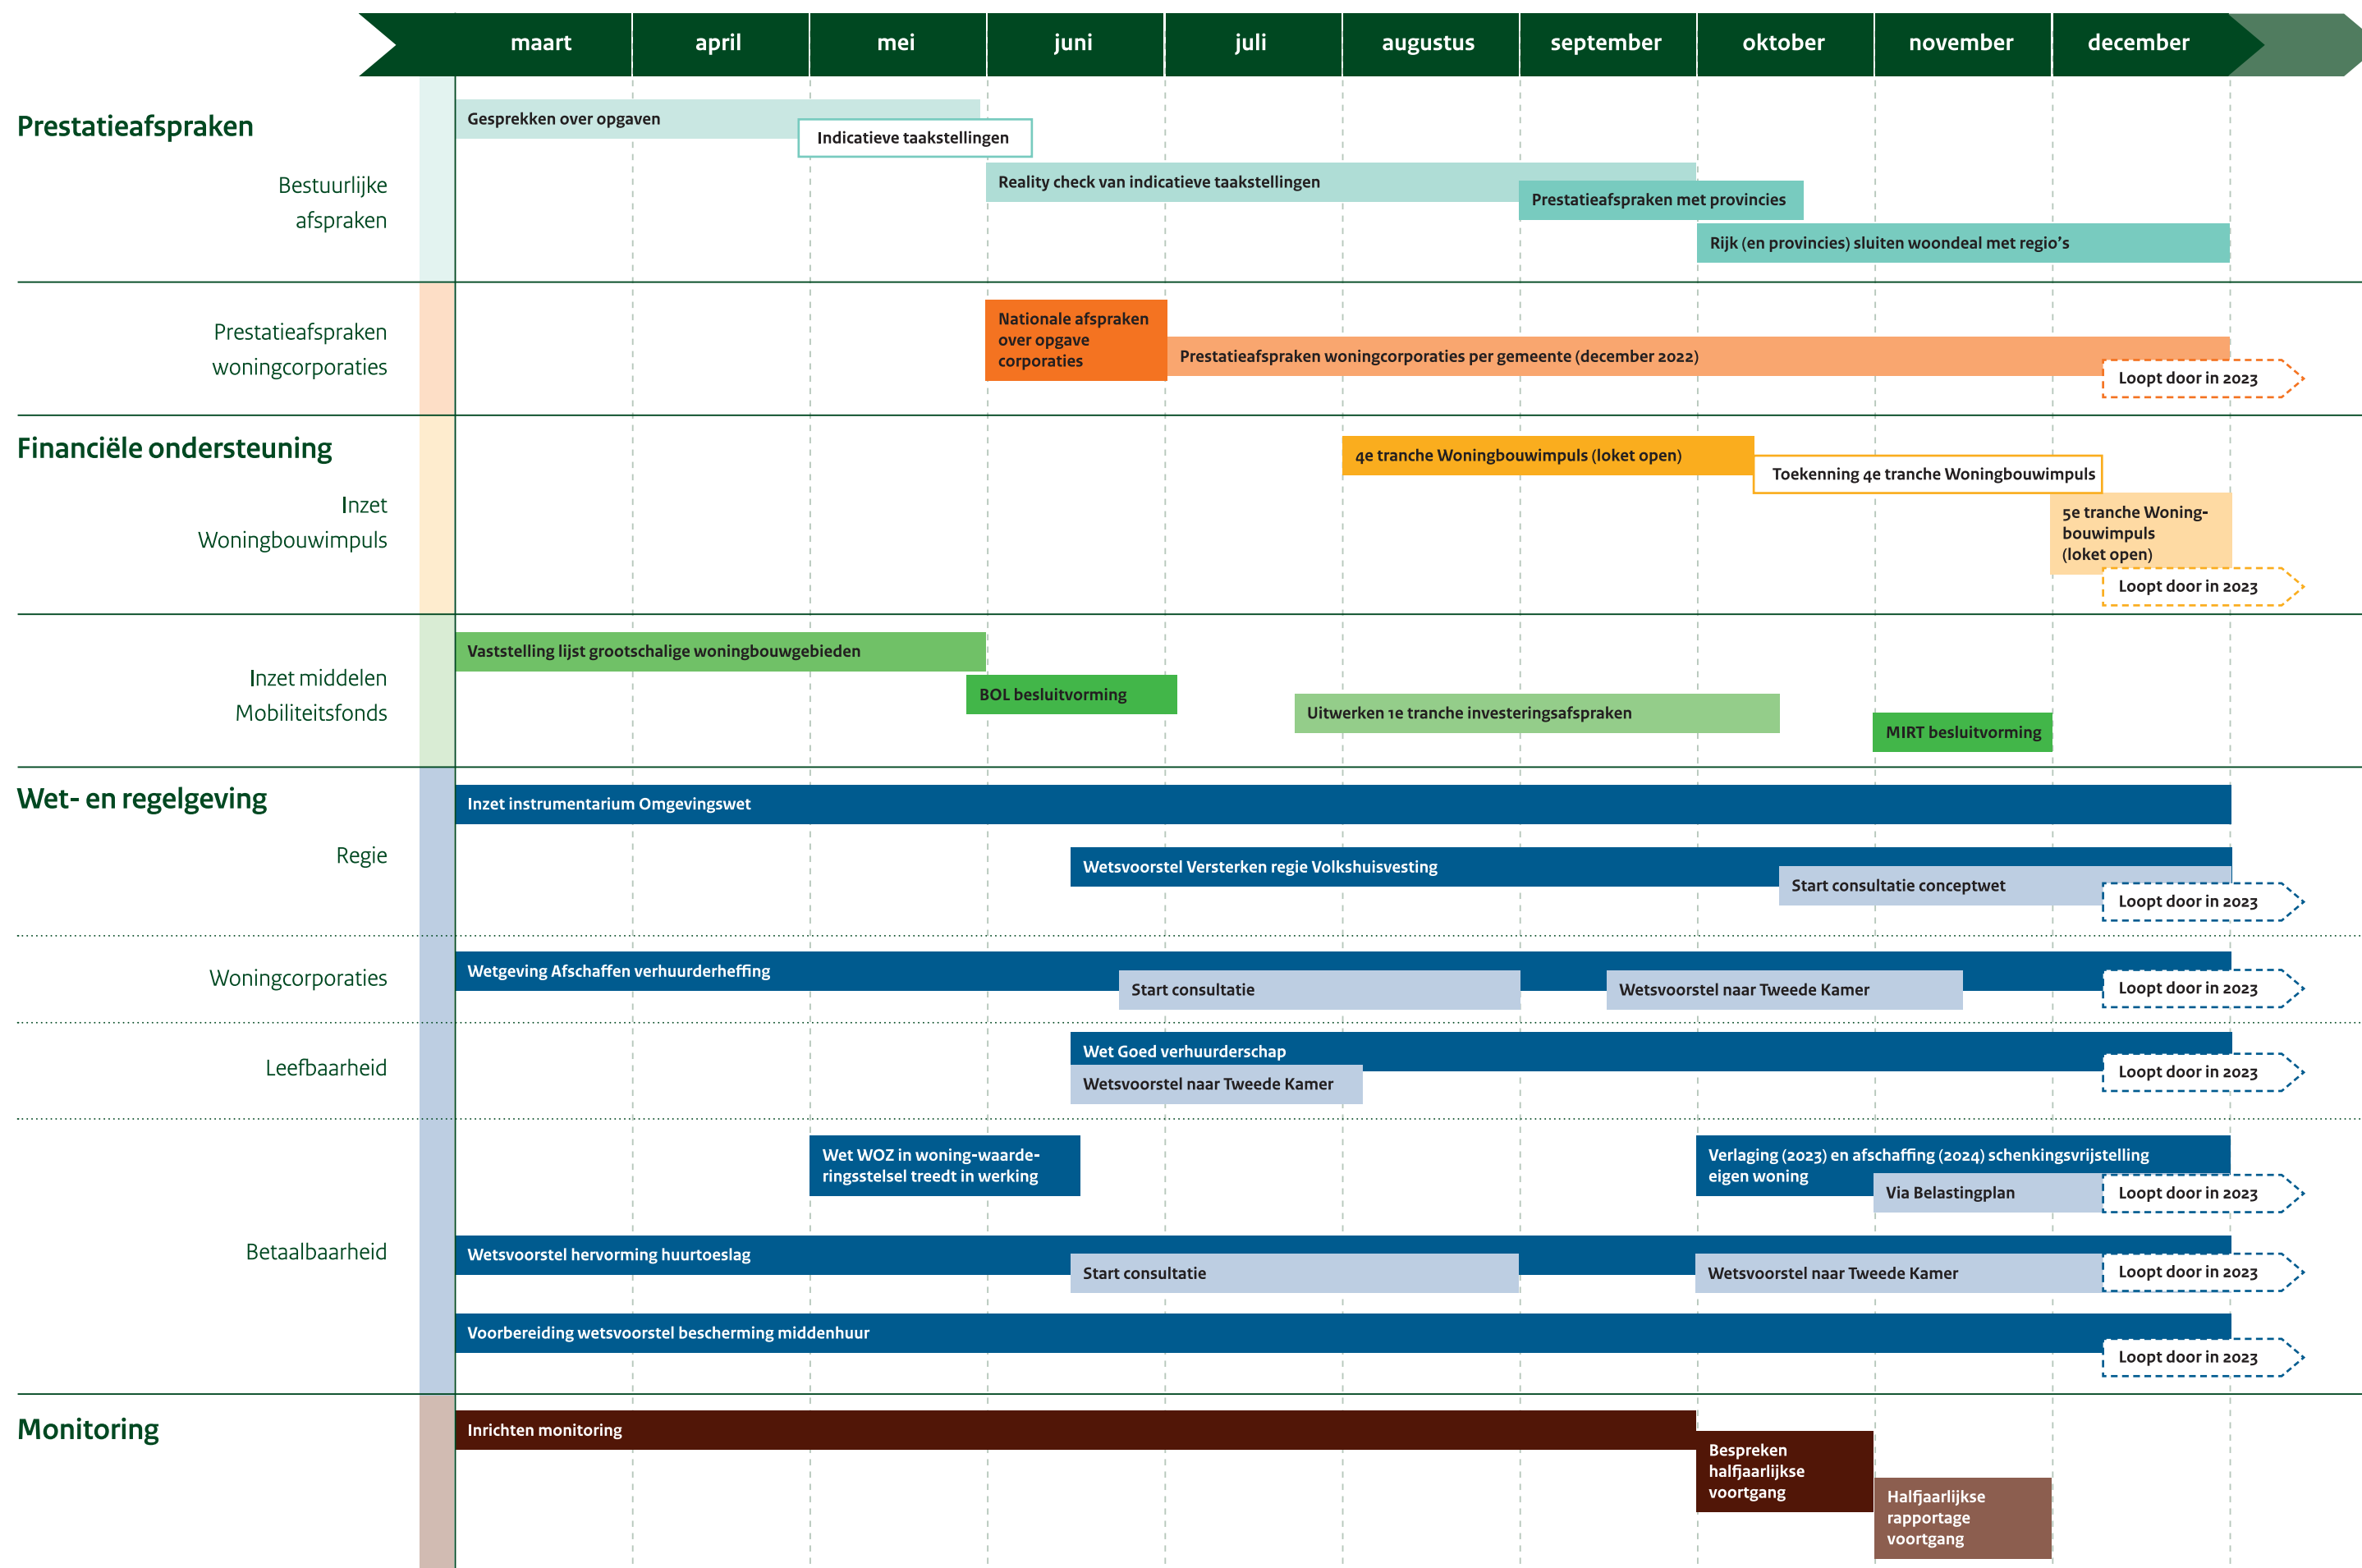 maart april mei juni juli augustus september oktober november december
Prestatieafspraken
Bestuurlijke
afspraken
Gesprekken over opgaven
Indicatieve taakstellingen
Reality check van indicatieve taakstellingen
Prestatieafspraken met provincies
Rijk (en provincies) sluiten woondeal met regio’s
Prestatieafspraken
woningcorporaties
Nationale afspraken
over opgave
corporaties
Prestatieafspraken woningcorporaties per gemeente (december 2022)
Loopt door in 2023
Financiële ondersteuning
Inzet
Woningbouwimpuls
4e tranche Woningbouwimpuls (loket open)
Toekenning 4e tranche Woningbouwimpuls
5e tranche Woning-
bouwimpuls
(loket open)
Loopt door in 2023
Inzet middelen
Mobiliteitsfonds
Vaststelling lijst grootschalige woningbouwgebieden
BOL besluitvorming
Uitwerken 1e tranche investeringsafspraken
MIRT besluitvorming
Wet- en regelgeving
Regie
Inzet instrumentarium Omgevingswet
Wetsvoorstel Versterken regie Volkshuisvesting
Start consultatie conceptwet
Loopt door in 2023
Woningcorporaties
Wetgeving Afschaffen verhuurderheffing
Start consultatie
Wetsvoorstel naar Tweede Kamer
Loopt door in 2023
Leefbaarheid
Wet Goed verhuurderschap
Wetsvoorstel naar Tweede Kamer
Loopt door in 2023
Betaalbaarheid
Wet WOZ in woning-waarde-
ringsstelsel treedt in werking
Verlaging (2023) en afschaffing (2024) schenkingsvrijstelling
eigen woning
Via Belastingplan
Loopt door in 2023
Wetsvoorstel hervorming huurtoeslag
Start consultatie
Wetsvoorstel naar Tweede Kamer
Loopt door in 2023
Voorbereiding wetsvoorstel bescherming middenhuur
Loopt door in 2023
Monitoring
Inrichten monitoring
Bespreken
halfjaarlijkse
voortgang
Halfjaarlijkse
rapportage
voortgang